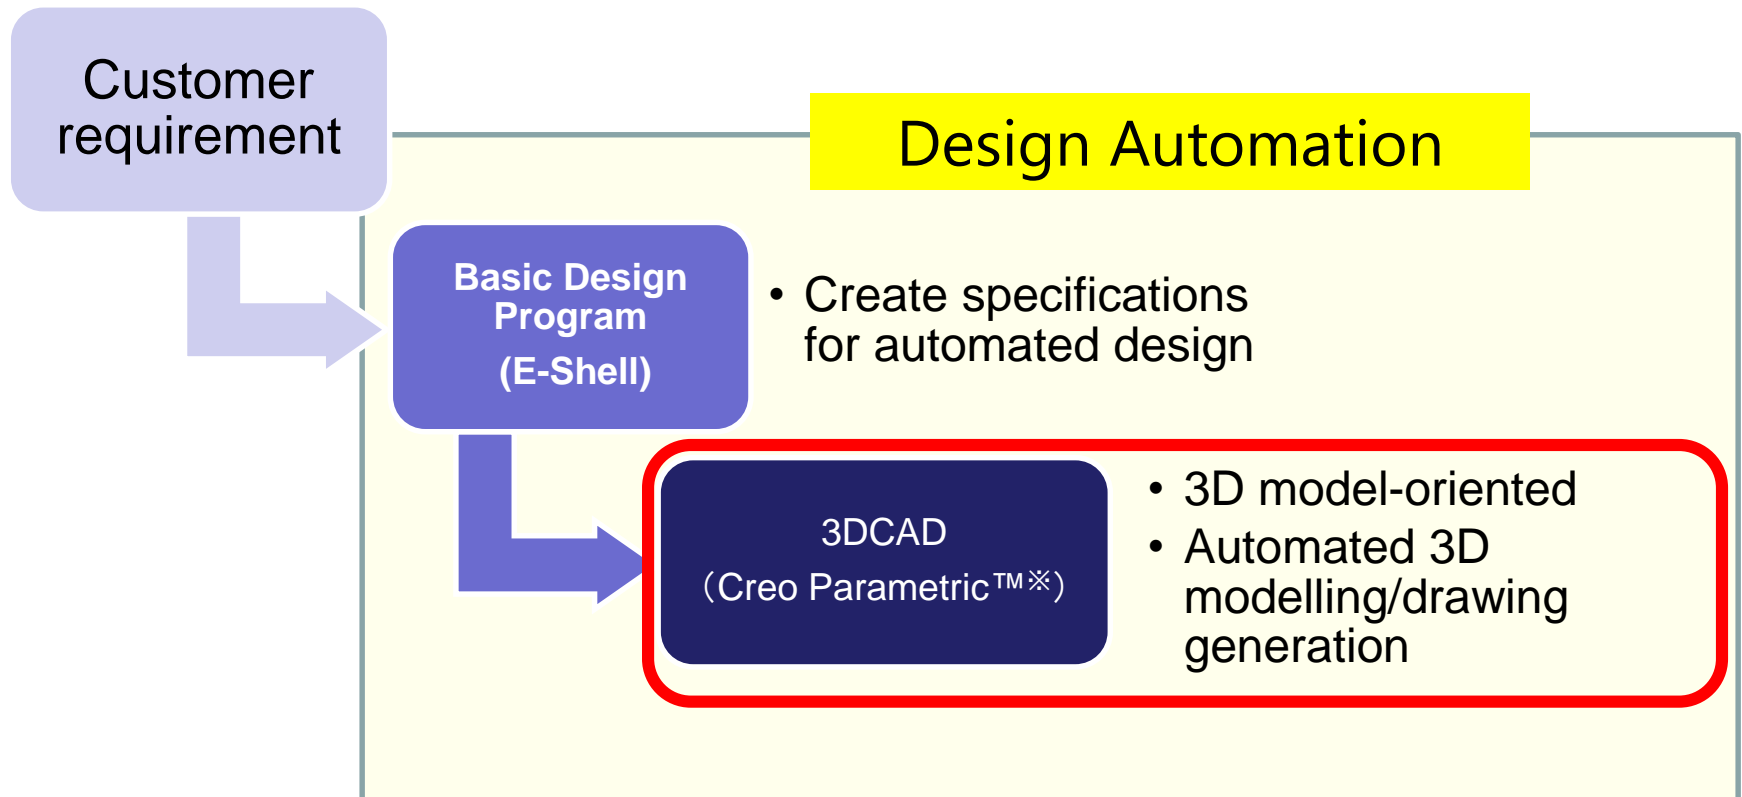 Customer
requirement
Design Automation
Basic Design
Program
(E-Shell)
• Create specifications
for automated design
3DCAD
（Creo Parametric™※）
• 3D model-oriented
• Automated 3D
modelling/drawing
generation